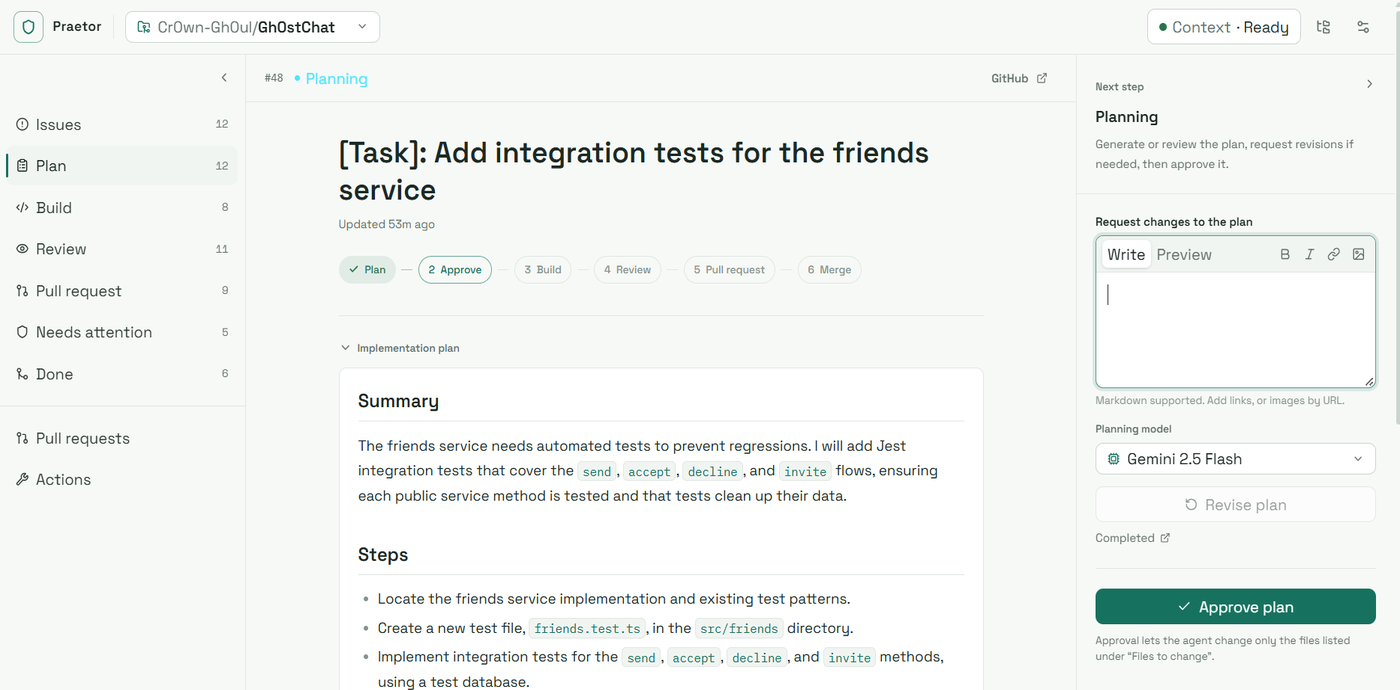 Praetor
Cr0wn-Gh0ul/Gh0stChat
Context · Ready
#48 • Planning
GitHub
Issues 12
Plan 12
Build 8
Review 11
Pull request 9
Needs attention 5
Done 6
Pull requests
Actions
[Task]: Add integration tests for the friends
service
Updated 53m ago
Plan
2 Approve
3 Build
4 Review
5 Pull request
6 Merge
Implementation plan
Summary
The friends service needs automated tests to prevent regressions. I will add Jest
integration tests that cover the send, accept, decline, and invite flows, ensuring
each public service method is tested and that tests clean up their data.
Steps
• Locate the friends service implementation and existing test patterns.
• Create a new test file, friends.test.ts, in the src/friends directory.
• Implement integration tests for the send, accept, decline, and invite methods,
using a test database.
Next step
Planning
Generate or review the plan, request revisions if
needed, then approve it.
Request changes to the plan
Write Preview B I
Markdown supported. Add links, or images by URL.
Planning model
Gemini 2.5 Flash
Revise plan
Completed
Approve plan
Approval lets the agent change only the files listed
under “Files to change”.